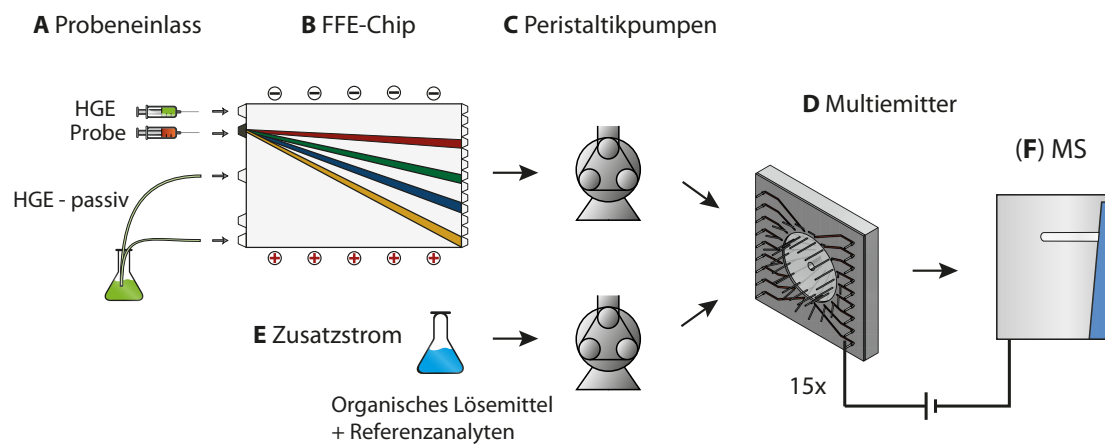 A Probeneinlass
B FFE-Chip
C Peristaltikpumpen
HGE
Probe
HGE - passiv
D Multiemitter
(F) MS
E Zusatzstrom
Organisches Lösemittel
+ Referenzanalyten
15x